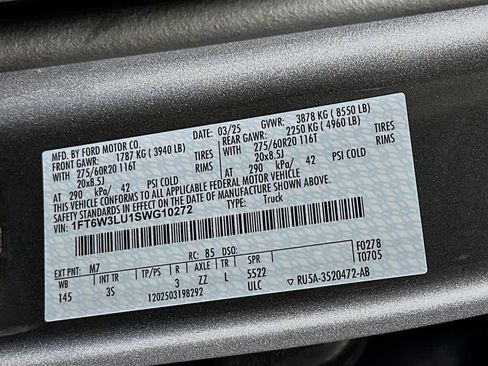 MFD. BY FORD MOTOR CO.
DATE: 03/25 GVWR: 3878 KG ( 8550 LB)
FRONT GAWR: 1787 KG ( 3940 LB) REAR GAWR: 2250 KG ( 4960 LB)
275/60R20 116T TIRES 275/60R20 116T TIRES
20x8.5J RIMS 20x8.5J RIMS
AT 290 kPa/ 42 PSI COLD AT 290 kPa/ 42 PSI COLD
THIS VEHICLE CONFORMS TO ALL APPLICABLE FEDERAL MOTOR VEHICLE
SAFETY STANDARDS IN EFFECT ON THE DATE OF MANUFACTURE SHOWN ABOVE.
VIN: 1FT6W3LU1SWG10272 TYPE: Truck
EXT PNT: M7 RC: 85 DSO: F0278
WB INT TR TP/PS R AXLE TR SPR T0705
145 3S 3 ZZ L 5522
1202503198292 ULC RU5A-3520472-AB